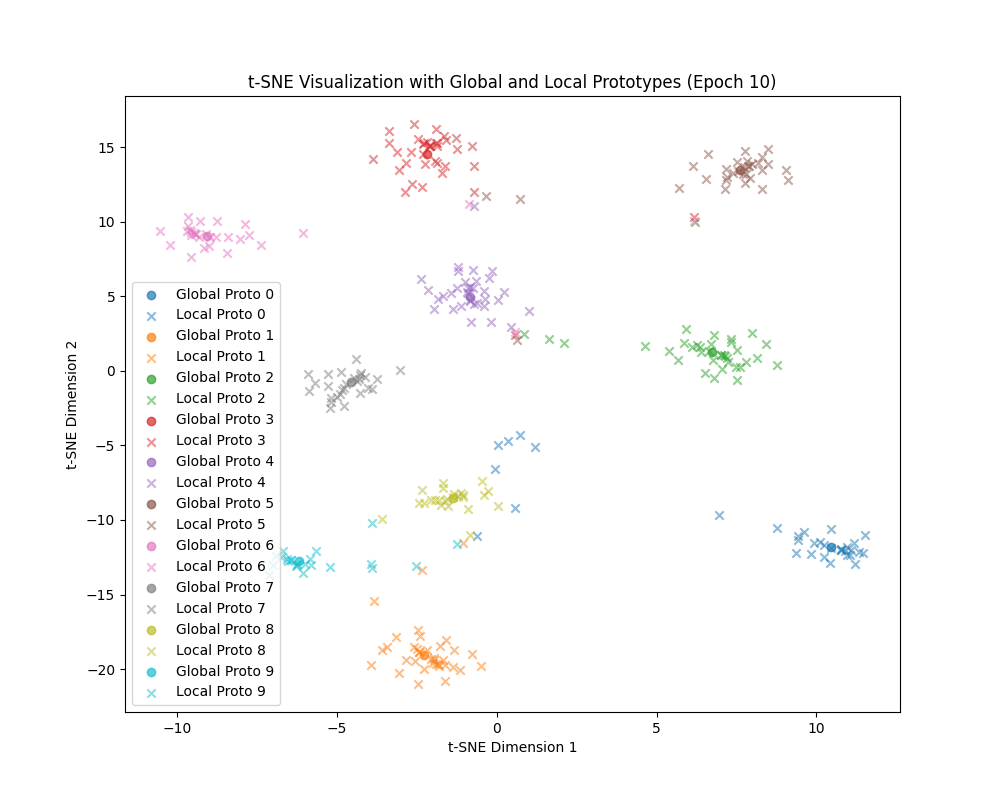 t-SNE Visualization with Global and Local Prototypes (Epoch 10)
t-SNE Dimension 2
15
10
5
0
−5
−10
−15
−20
Global Proto 0
Local Proto 0
Global Proto 1
Local Proto 1
Global Proto 2
Local Proto 2
Global Proto 3
Local Proto 3
Global Proto 4
Local Proto 4
Global Proto 5
Local Proto 5
Global Proto 6
Local Proto 6
Global Proto 7
Local Proto 7
Global Proto 8
Local Proto 8
Global Proto 9
Local Proto 9
−10 −5 0 5 10
t-SNE Dimension 1